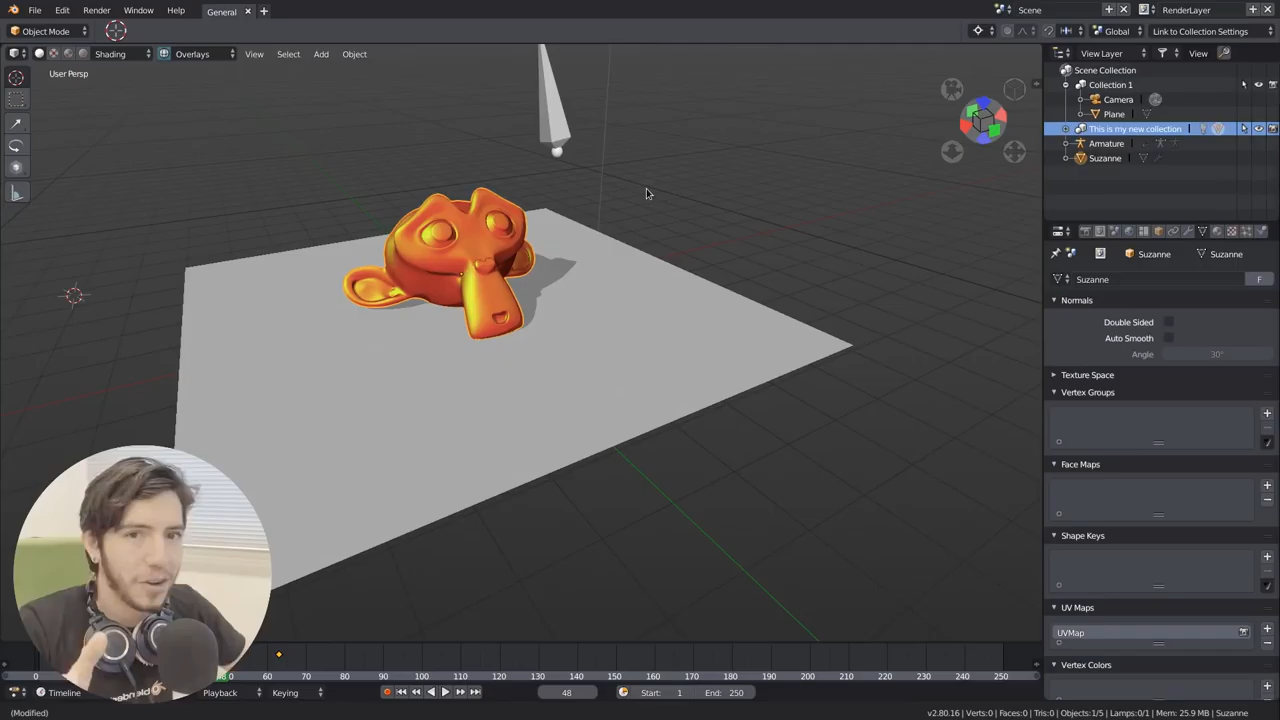 File Edit Render Window Help General Scene RenderLayer
Object Mode Global Link to Collection Settings
Shading Overlays View Select Add Object View Layer View
User Persp
Scene Collection
Collection 1
Camera
Plane
This is my new collection
Armature
Suzanne
Suzanne Suzanne
Suzanne F
Normals
Double Sided
Auto Smooth
Angle 30°
Texture Space
Vertex Groups
Face Maps
Shape Keys
UV Maps
UVMap
Vertex Colors
0 48 60 70 80 90 100 110 120 130 140 150 160 170 180 190 200 210 220 230 240 250
Timeline Playback Keying 48 Start: 1 End: 250
(Modified) v2.80.16 | Verts:0 | Faces:0 | Tris:0 | Objects:1/5 | Lamps:0/1 | Mem: 25.9 MB | Suzanne